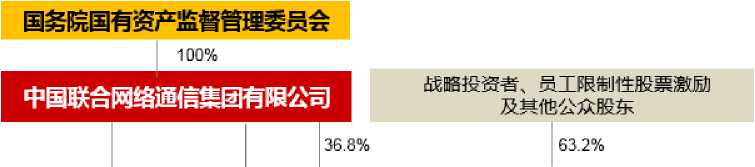 国务院国有资产监督管理委员会
100%
中国联合网络通信集团有限公司
战略投资者、员工限制性股票激励
及其他公众股东
36.8%
63.2%